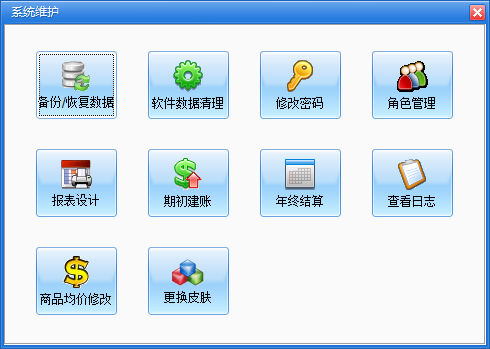 系统维护
备份/恢复数据
软件数据清理
修改密码
角色管理
报表设计
期初建账
年终结算
查看日志
商品均价修改
更换皮肤